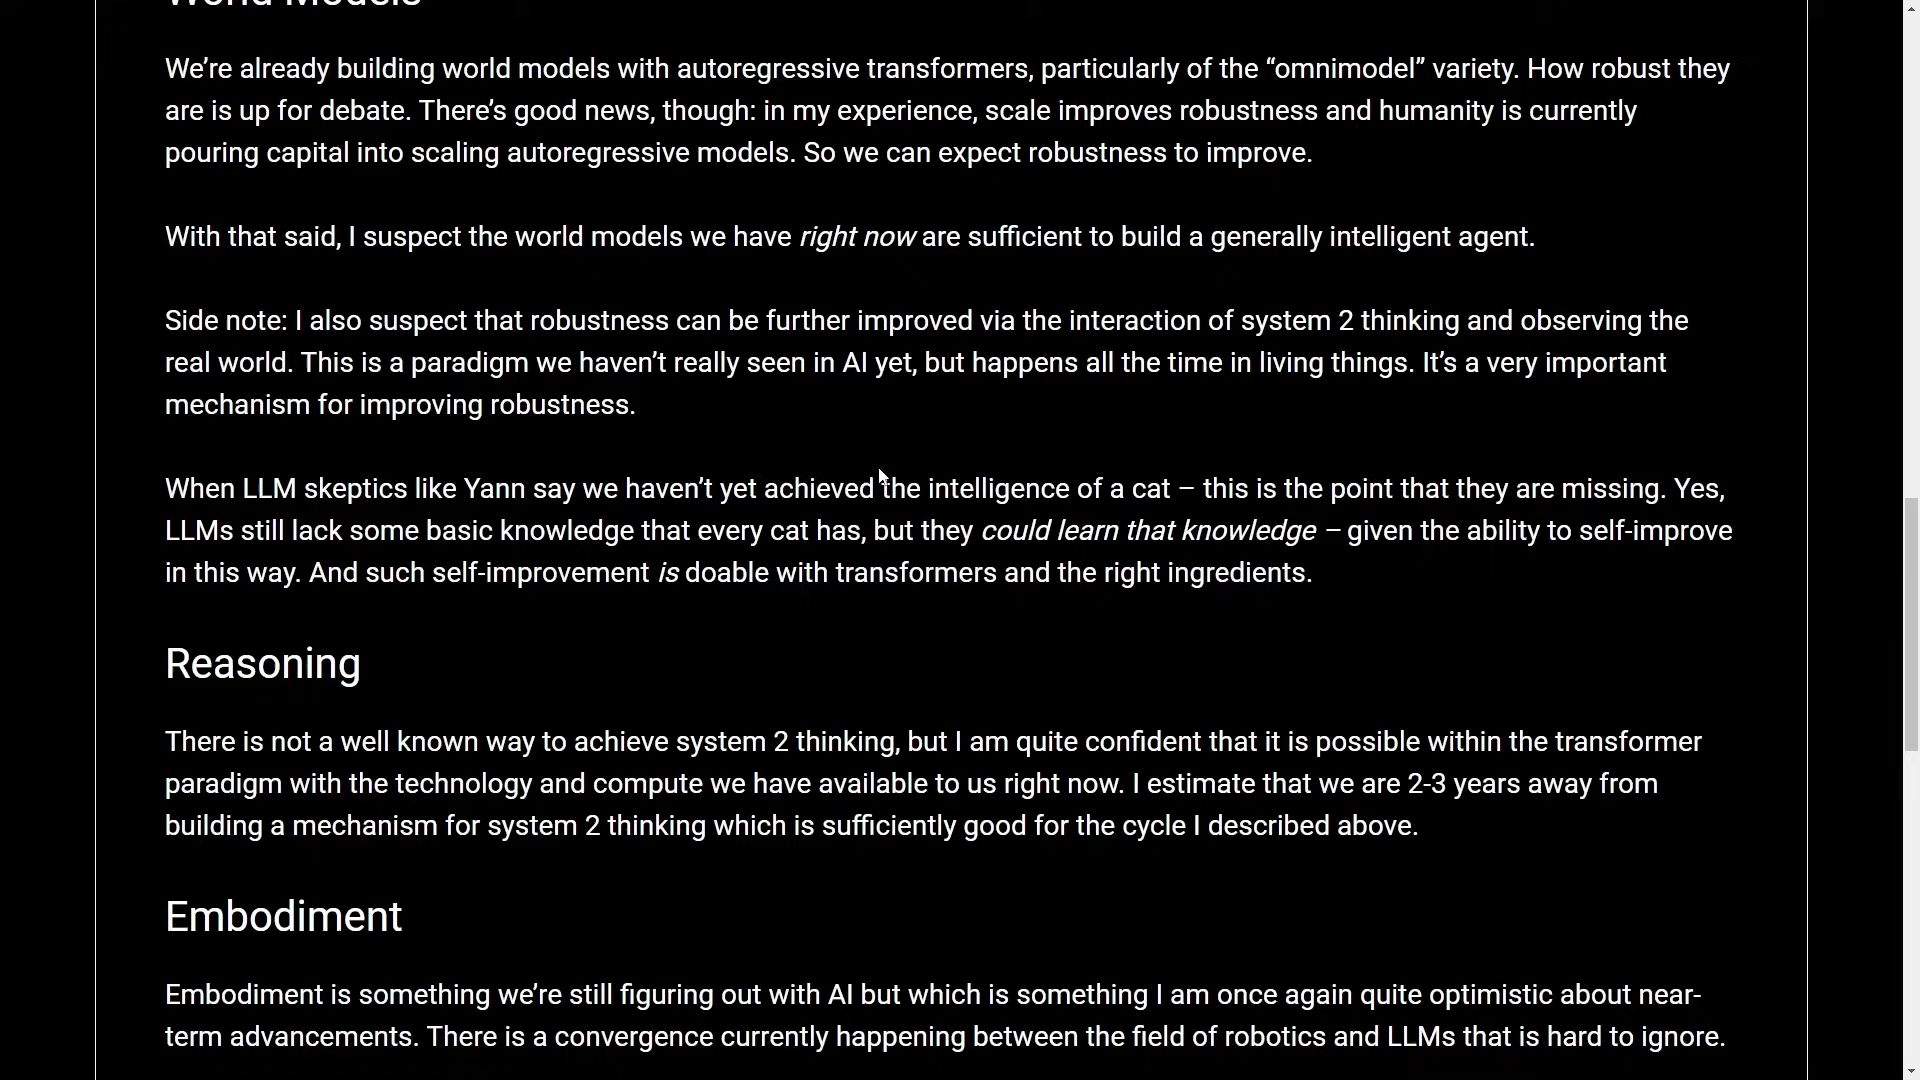 World Models
We’re already building world models with autoregressive transformers, particularly of the “omnimodel” variety. How robust they
are is up for debate. There’s good news, though: in my experience, scale improves robustness and humanity is currently
pouring capital into scaling autoregressive models. So we can expect robustness to improve.
With that said, I suspect the world models we have right now are sufficient to build a generally intelligent agent.
Side note: I also suspect that robustness can be further improved via the interaction of system 2 thinking and observing the
real world. This is a paradigm we haven’t really seen in AI yet, but happens all the time in living things. It’s a very important
mechanism for improving robustness.
When LLM skeptics like Yann say we haven’t yet achieved the intelligence of a cat – this is the point that they are missing. Yes,
LLMs still lack some basic knowledge that every cat has, but they could learn that knowledge – given the ability to self-improve
in this way. And such self-improvement is doable with transformers and the right ingredients.
Reasoning
There is not a well known way to achieve system 2 thinking, but I am quite confident that it is possible within the transformer
paradigm with the technology and compute we have available to us right now. I estimate that we are 2-3 years away from
building a mechanism for system 2 thinking which is sufficiently good for the cycle I described above.
Embodiment
Embodiment is something we’re still figuring out with AI but which is something I am once again quite optimistic about near-
term advancements. There is a convergence currently happening between the field of robotics and LLMs that is hard to ignore.